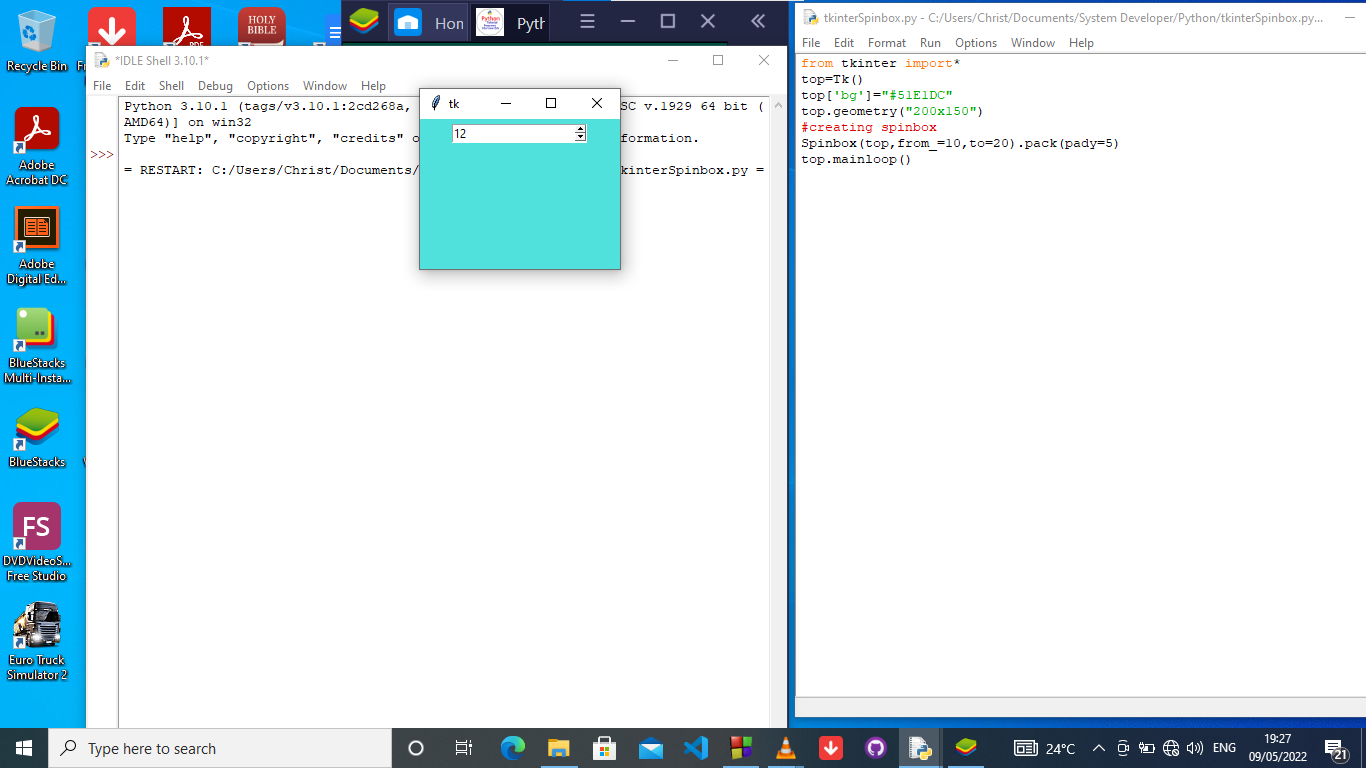 Recycle Bin
Adobe
Acrobat DC
Adobe
Digital Ed...
BlueStacks
Multi-Insta...
BlueStacks
FS
DVDVideoS...
Free Studio
Euro Truck
Simulator 2
PDF
HOLY
BIBLE
Hon
Pyth
*IDLE Shell 3.10.1*
File Edit Shell Debug Options Window Help
Python 3.10.1 (tags/v3.10.1:2cd268a, SC v.1929 64 bit (
AMD64)] on win32
Type "help", "copyright", "credits" o formation.
>>>
= RESTART: C:/Users/Christ/Documents/ kinterSpinbox.py =
tk
12
tkinterSpinbox.py - C:/Users/Christ/Documents/System Developer/Python/tkinterSpinbox.py...
File Edit Format Run Options Window Help
from tkinter import*
top=Tk()
top['bg']="#51E1DC"
top.geometry("200x150")
#creating spinbox
Spinbox(top,from_=10,to=20).pack(pady=5)
top.mainloop()
Type here to search
24°C
ENG
19:27
09/05/2022
21